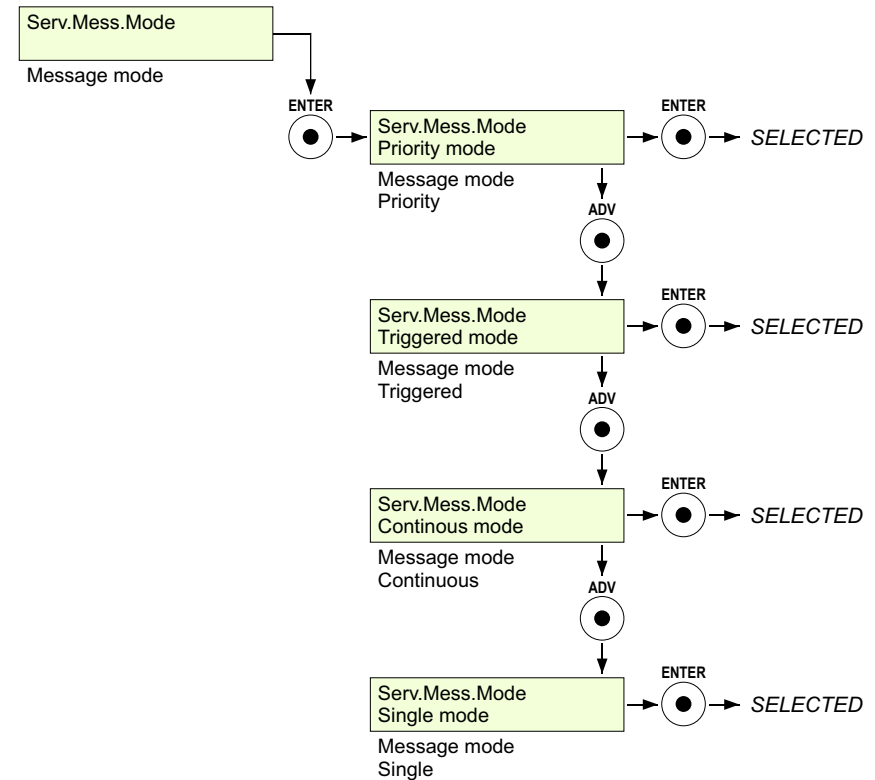 Serv.Mess.Mode
Message mode
ENTER
Serv.Mess.Mode
Priority mode
ENTER
SELECTED
Message mode
Priority
ADV
Serv.Mess.Mode
Triggered mode
ENTER
SELECTED
Message mode
Triggered
ADV
Serv.Mess.Mode
Continous mode
ENTER
SELECTED
Message mode
Continuous
ADV
Serv.Mess.Mode
Single mode
ENTER
SELECTED
Message mode
Single